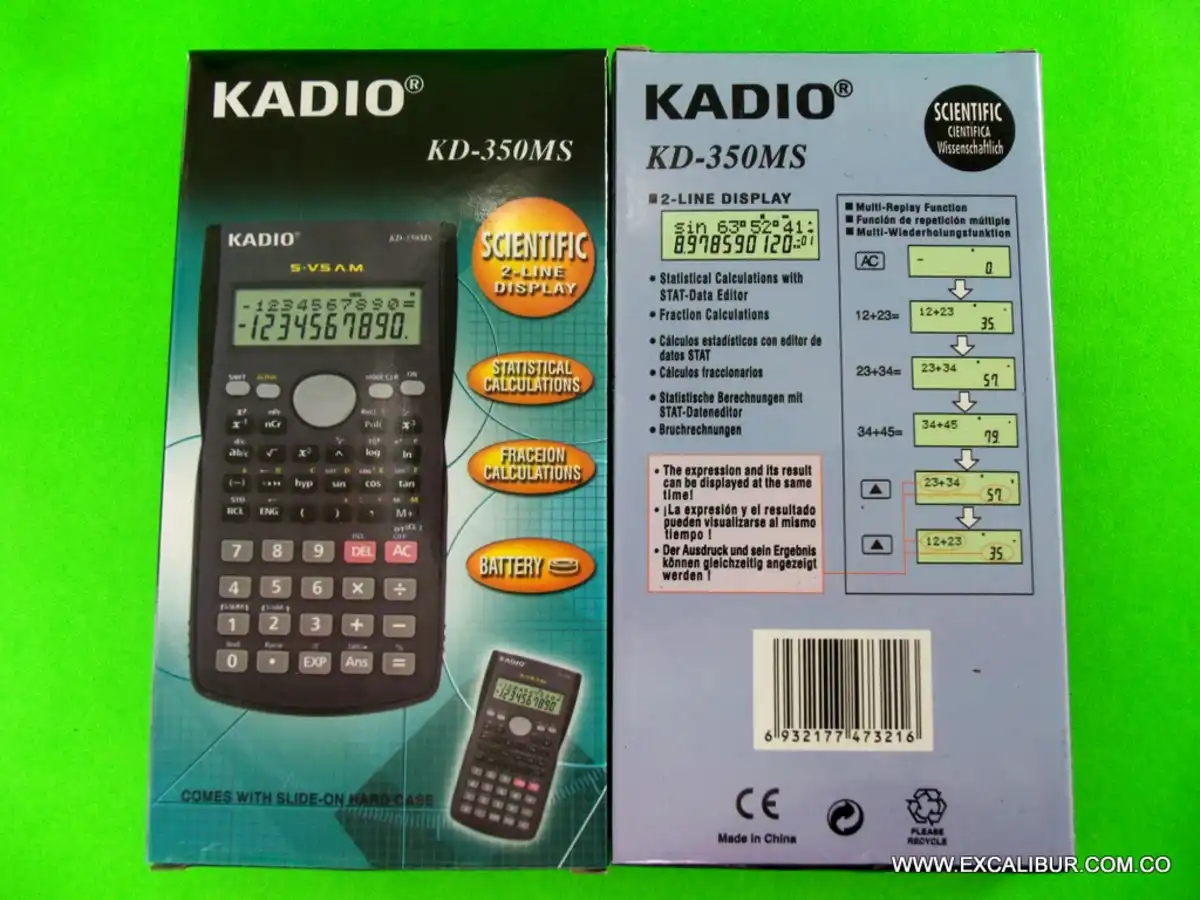 KADIO®
KD-350MS
KADIO®
KD-350MS
S-V.S.A.M.
-1234567890=
-1234567890.
SCIENTIFIC
2-LINE
DISPLAY
STATISTICAL
CALCULATIONS
FRACEION
CALCULATIONS
BATTERY
SHIFT ALPHA MODE CLR ON
x⁻¹ nCr Pol( x³
ab/c √ x² ^ log ln
(–) °'" hyp sin cos tan
RCL ENG ( ) , M+
7 8 9 DEL AC
4 5 6 × ÷
1 2 3 + −
0 • EXP Ans =
KADIO
-1234567890
COMES WITH SLIDE-ON HARD CASE
KADIO®
KD-350MS
SCIENTIFIC
CIENTIFICA
Wissenschaftlich
2-LINE DISPLAY
sin 63°52°41:
8.978590120-01
• Statistical Calculations with
STAT-Data Editor
• Fraction Calculations
• Cálculos estadísticos con editor de
datos STAT
• Cálculos fraccionarios
• Statistische Berechnungen mit
STAT-Dateneditor
• Bruchrechnungen
• The expression and its result
can be displayed at the same
time!
• ¡La expresión y el resultado
pueden visualizarse al mismo
tiempo !
• Der Ausdruck und sein Ergebnis
können gleichzeitig angezeigt
werden !
Multi-Replay Function
Función de repetición múltiple
Multi-Wiederholungsfunktion
AC
0.
12+23=
12+23
35.
23+34=
23+34
57.
34+45=
34+45
79.
23+34
57.
12+23
35.
6 932177 473216
CE
Made in China
PLEASE
RECYCLE
WWW.EXCALIBUR.COM.CO